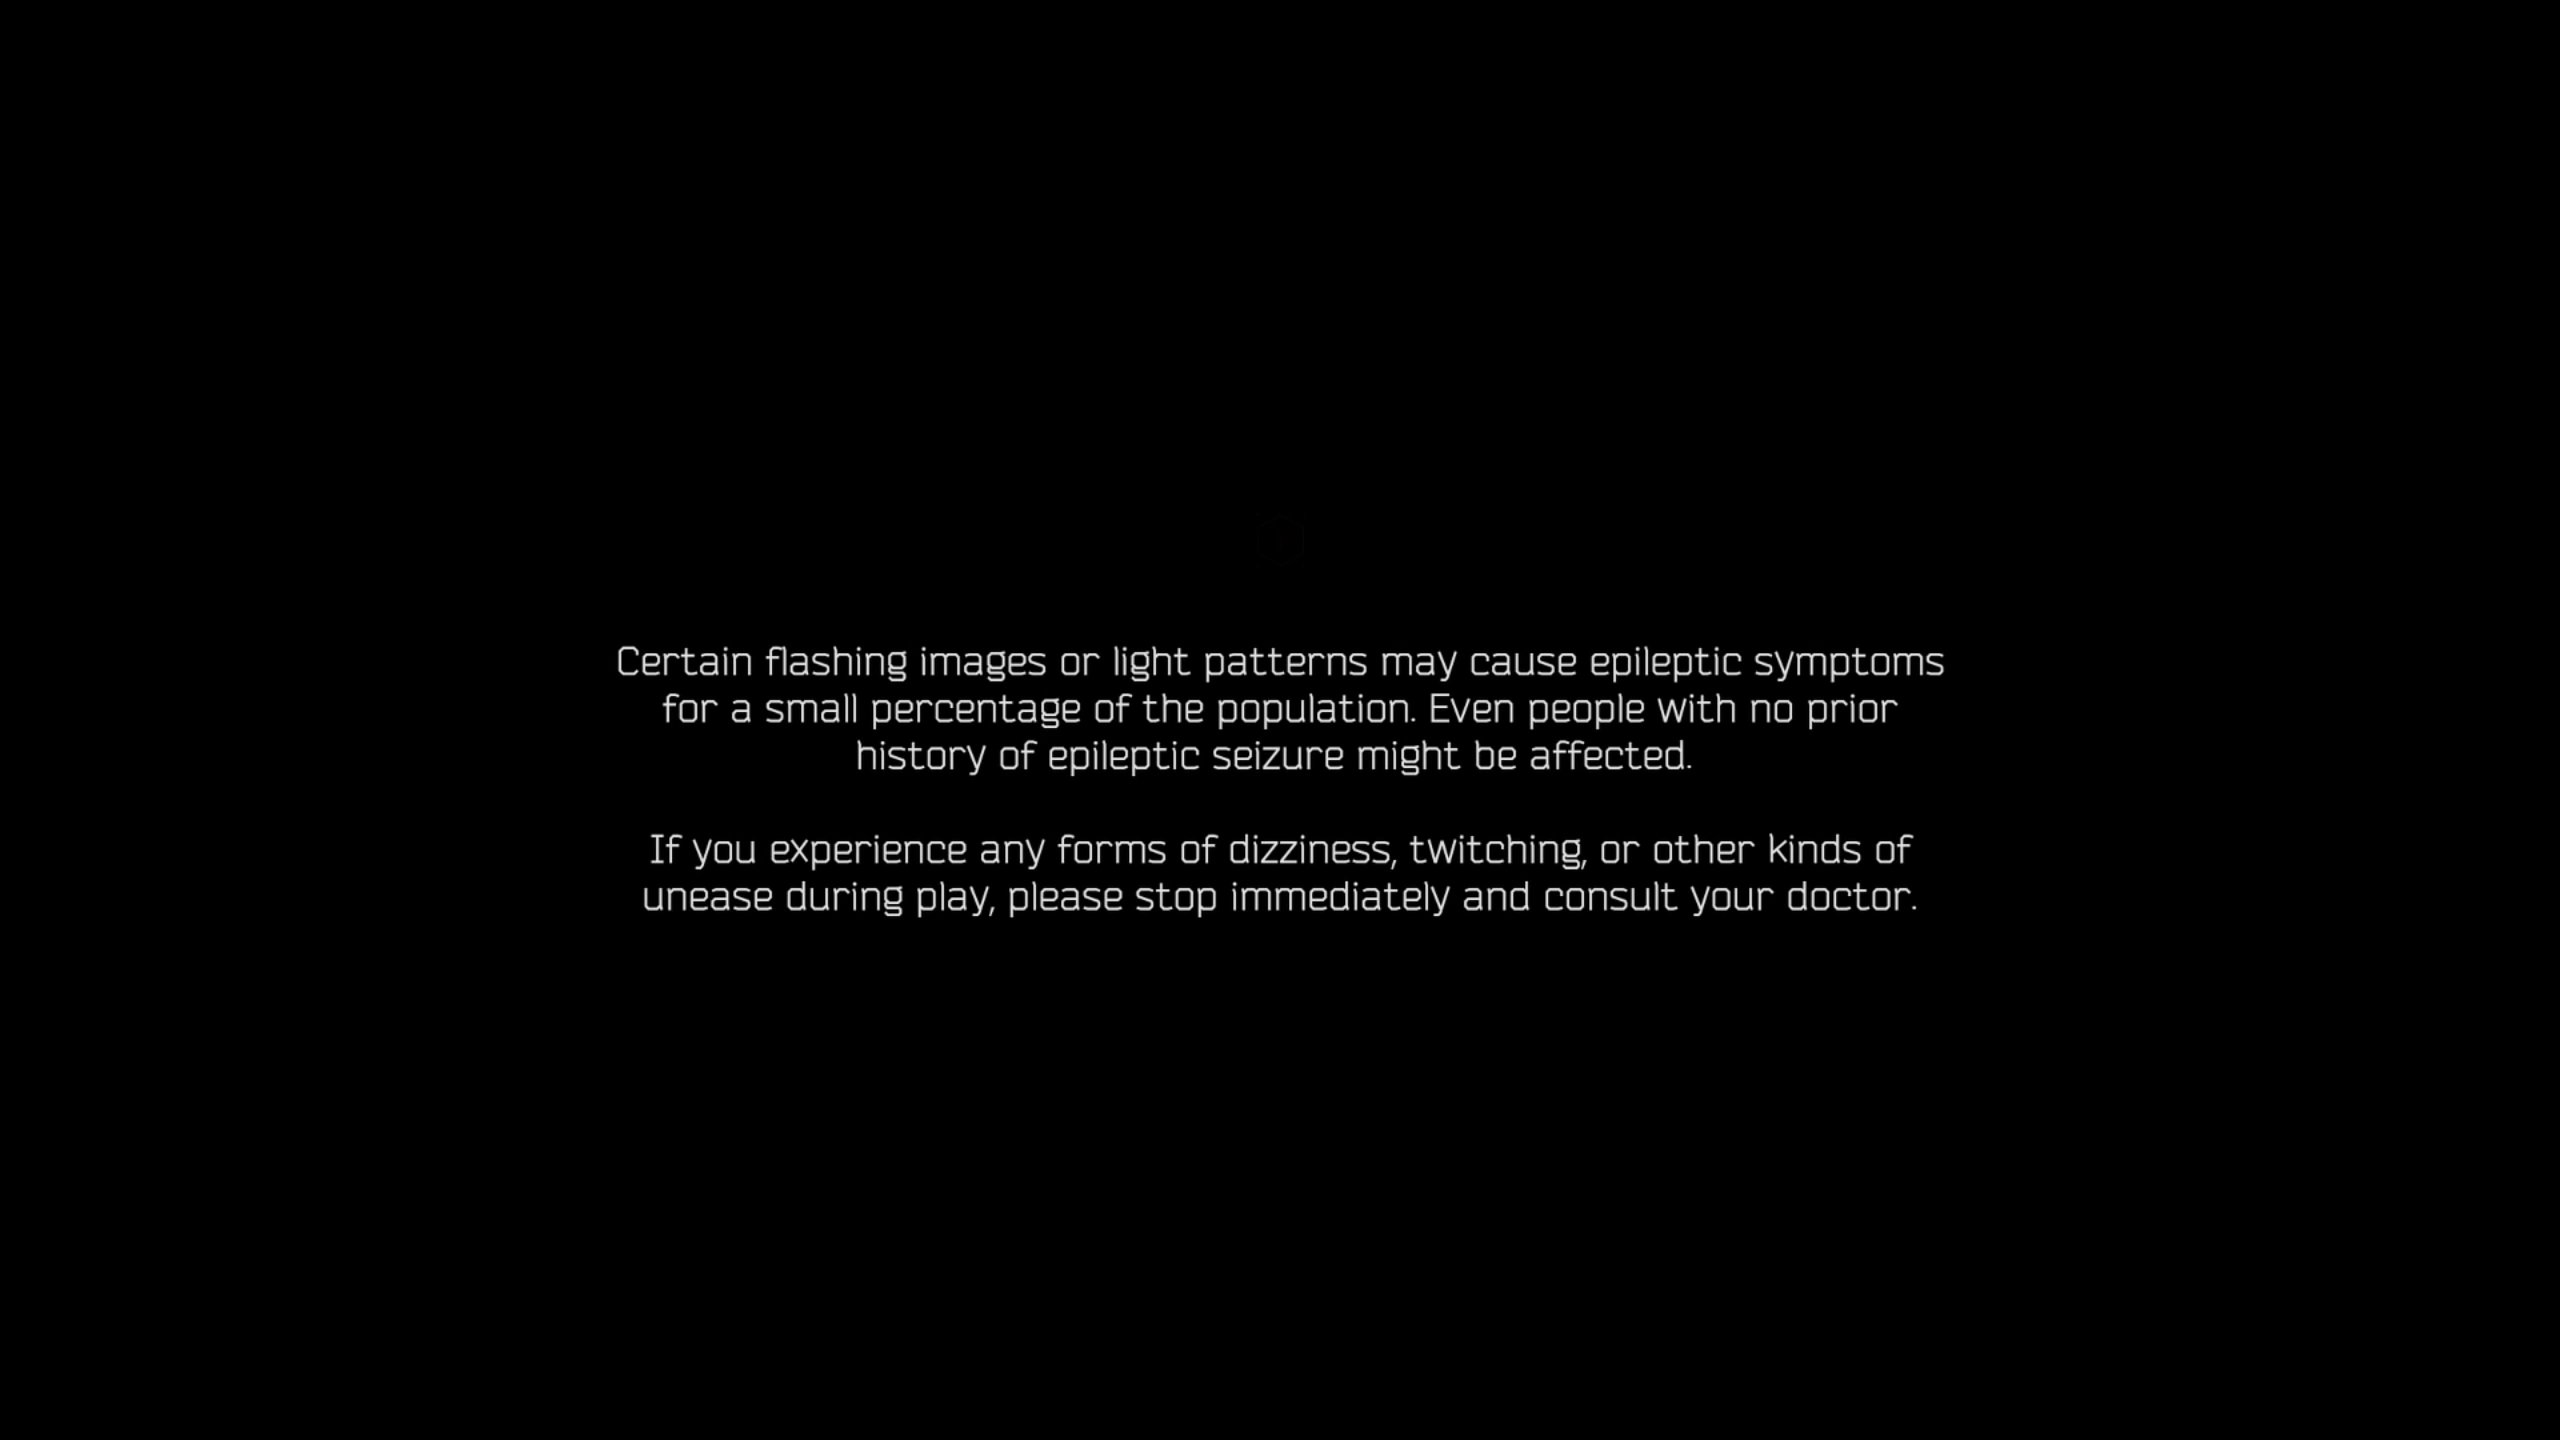 Certain flashing images or light patterns may cause epileptic symptoms
for a small percentage of the population. Even people with no prior
history of epileptic seizure might be affected.
If you experience any forms of dizziness, twitching, or other kinds of
unease during play, please stop immediately and consult your doctor.